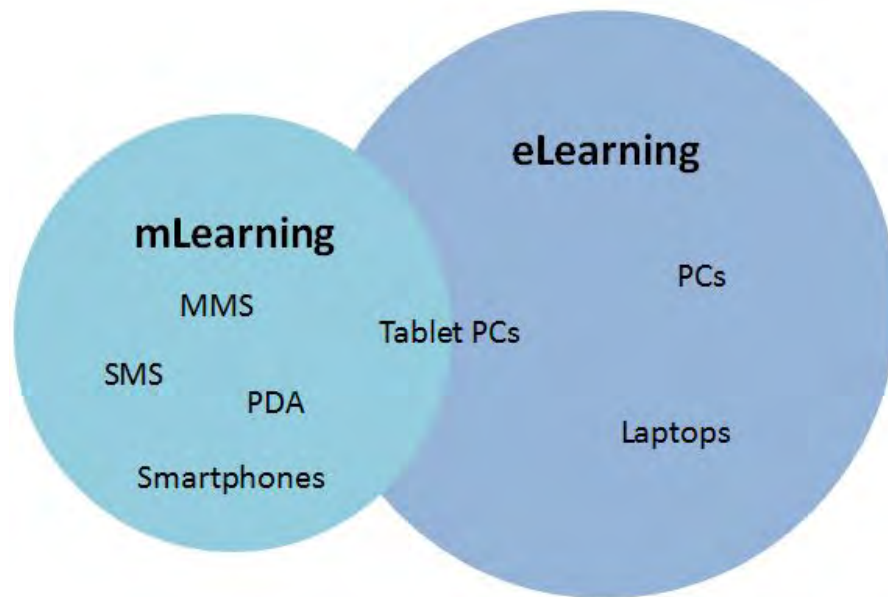 eLearning
mLearning
PCs
MMS
Tablet PCs
SMS
PDA
Laptops
Smartphones